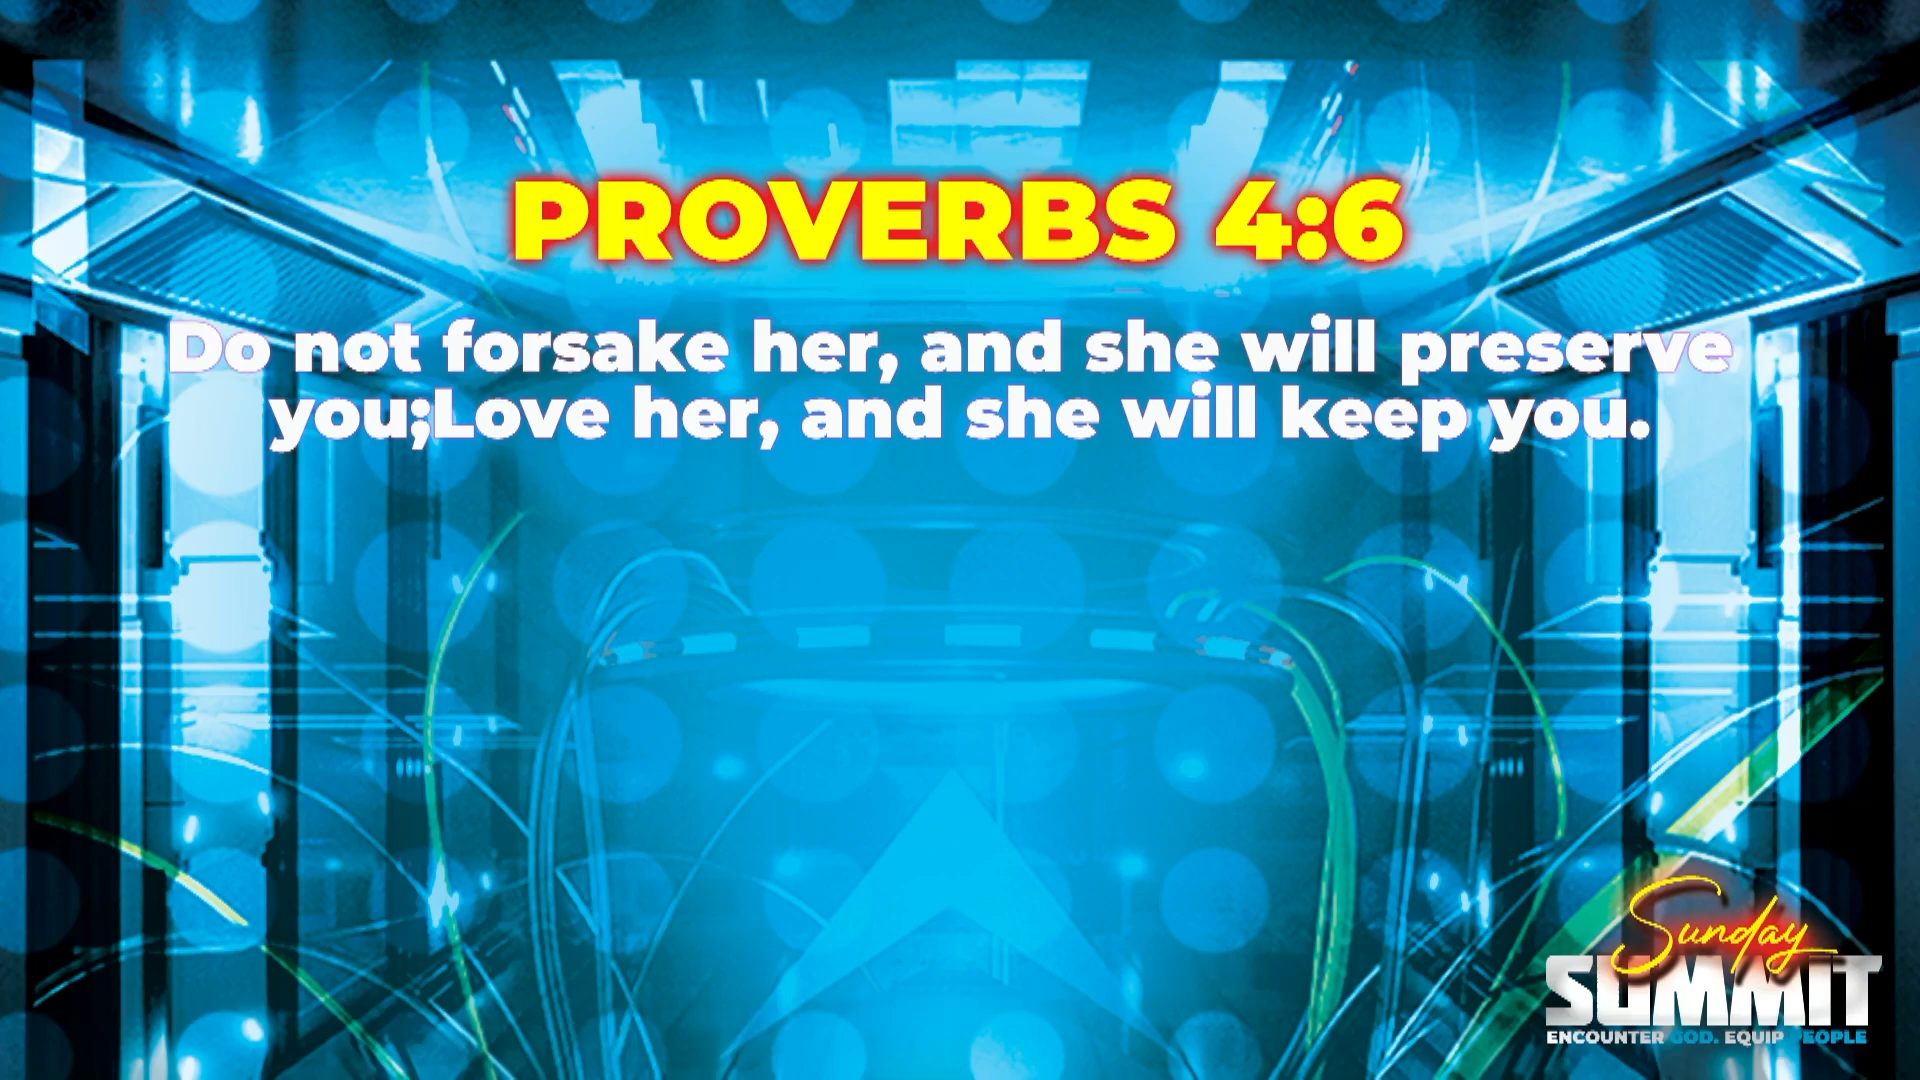 PROVERBS 4:6
Do not forsake her, and she will preserve
you;Love her, and she will keep you.
Sunday
SUMMIT
ENCOUNTER GOD. EQUIP PEOPLE